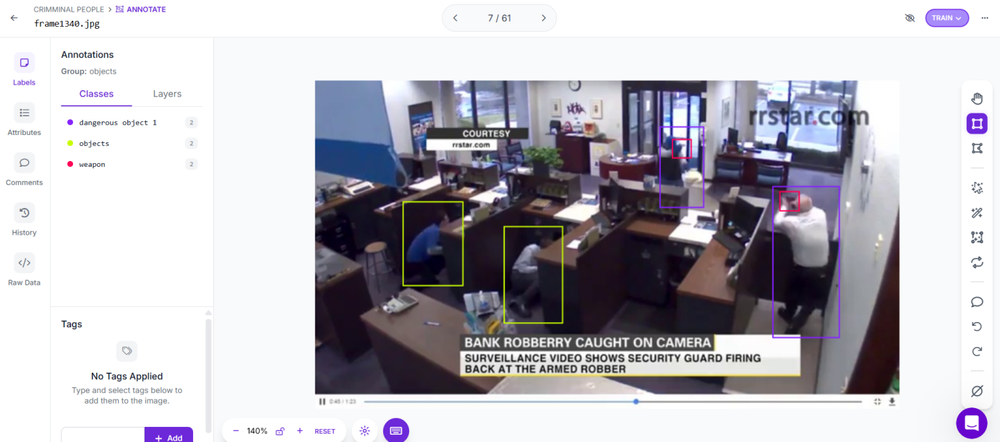 CRIMMINAL PEOPLE > ANNOTATE
frame1340.jpg
7 / 61
TRAIN
Labels
Attributes
Comments
History
Raw Data
Annotations
Group: objects
Classes Layers
dangerous object 1 2
objects 2
weapon 2
Tags
No Tags Applied
Type and select tags below to
add them to the image.
+ Add
COURTESY
rrstar.com
rrstar.com
BANK ROBBERRY CAUGHT ON CAMERA
SURVEILLANCE VIDEO SHOWS SECURITY GUARD FIRING
BACK AT THE ARMED ROBBER
0:45 / 1:23
140%
RESET